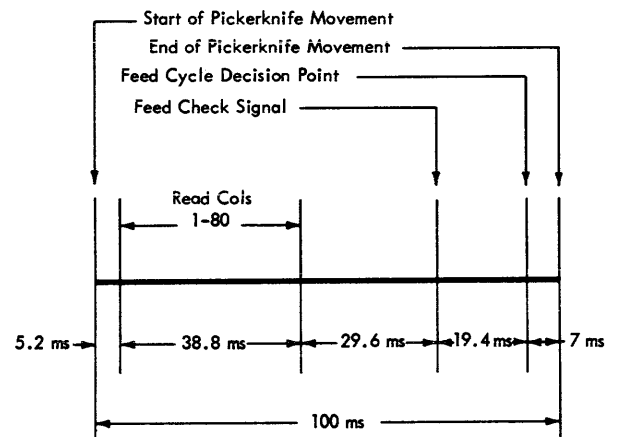 Start of Pickerknife Movement
End of Pickerknife Movement
Feed Cycle Decision Point
Feed Check Signal
Read Cols
1-80
5.2 ms
38.8 ms
29.6 ms
19.4 ms
7 ms
100 ms